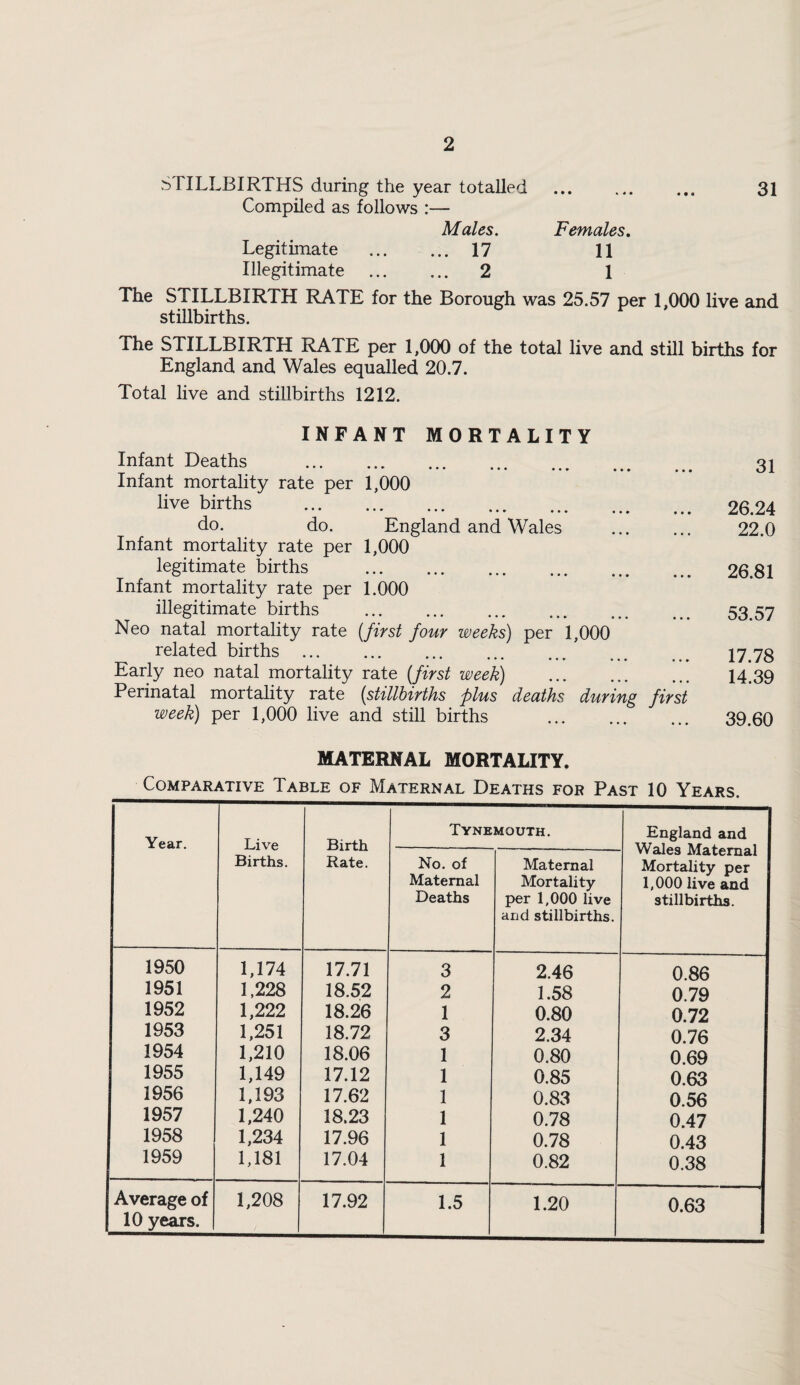 2
STILLBIRTHS during the year totalled ... ... ... 31
Compiled as follows :—
Males. Females.
Legitimate ... ... 17 11
Illegitimate ... ... 2 1
The STILLBIRTH RATE for the Borough was 25.57 per 1,000 live and
stillbirths.
The STILLBIRTH RATE per 1,000 of the total live and still births for
England and Wales equalled 20.7.
Total live and stillbirths 1212.
INFANT MORTALITY
Infant Deaths ... ... ... ... ... ... ... 31
Infant mortality rate per 1,000
live births ... ... ... ... ... ... ... 26.24
do. do. England and Wales ... ... 22.0
Infant mortality rate per 1,000
legitimate births ... ... ... ... ... ... 26.81
Infant mortality rate per 1.000
illegitimate births ... ... ... ... ... ... 53.57
Neo natal mortality rate (first four weeks) per 1,000
related births ... ... ... ... ... ... ... 17.78
Early neo natal mortality rate (first week) ... ... ... 14.39
Perinatal mortality rate (stillbirths plus deaths during first
week) per 1,000 live and still births ... ... ... 39.60
MATERNAL MORTALITY.
Comparative Table of Maternal Deaths for Past 10 Years.
Year. Live Births. Birth Rate. Tynemouth. England and Wales Maternal Mortality per 1,000 live and stillbirths.
No. of Maternal Deaths Maternal Mortality per 1,000 live and stillbirths.
1950 1,174 17.71 3 2.46 0.86
1951 1,228 18.52 2 1.58 0.79
1952 1,222 18.26 1 0.80 0.72
1953 1,251 18.72 3 2.34 0.76
1954 1,210 18.06 1 0.80 0.69
1955 1,149 17.12 1 0.85 0.63
1956 1,193 17.62 1 0.83 0.56
1957 1,240 18.23 1 0.78 0.47
1958 1,234 17.96 1 0.78 0.43
1959 1,181 17.04 1 0.82 0.38
Average of 10 years. 1,208 17.92 1.5 1.20 0.63